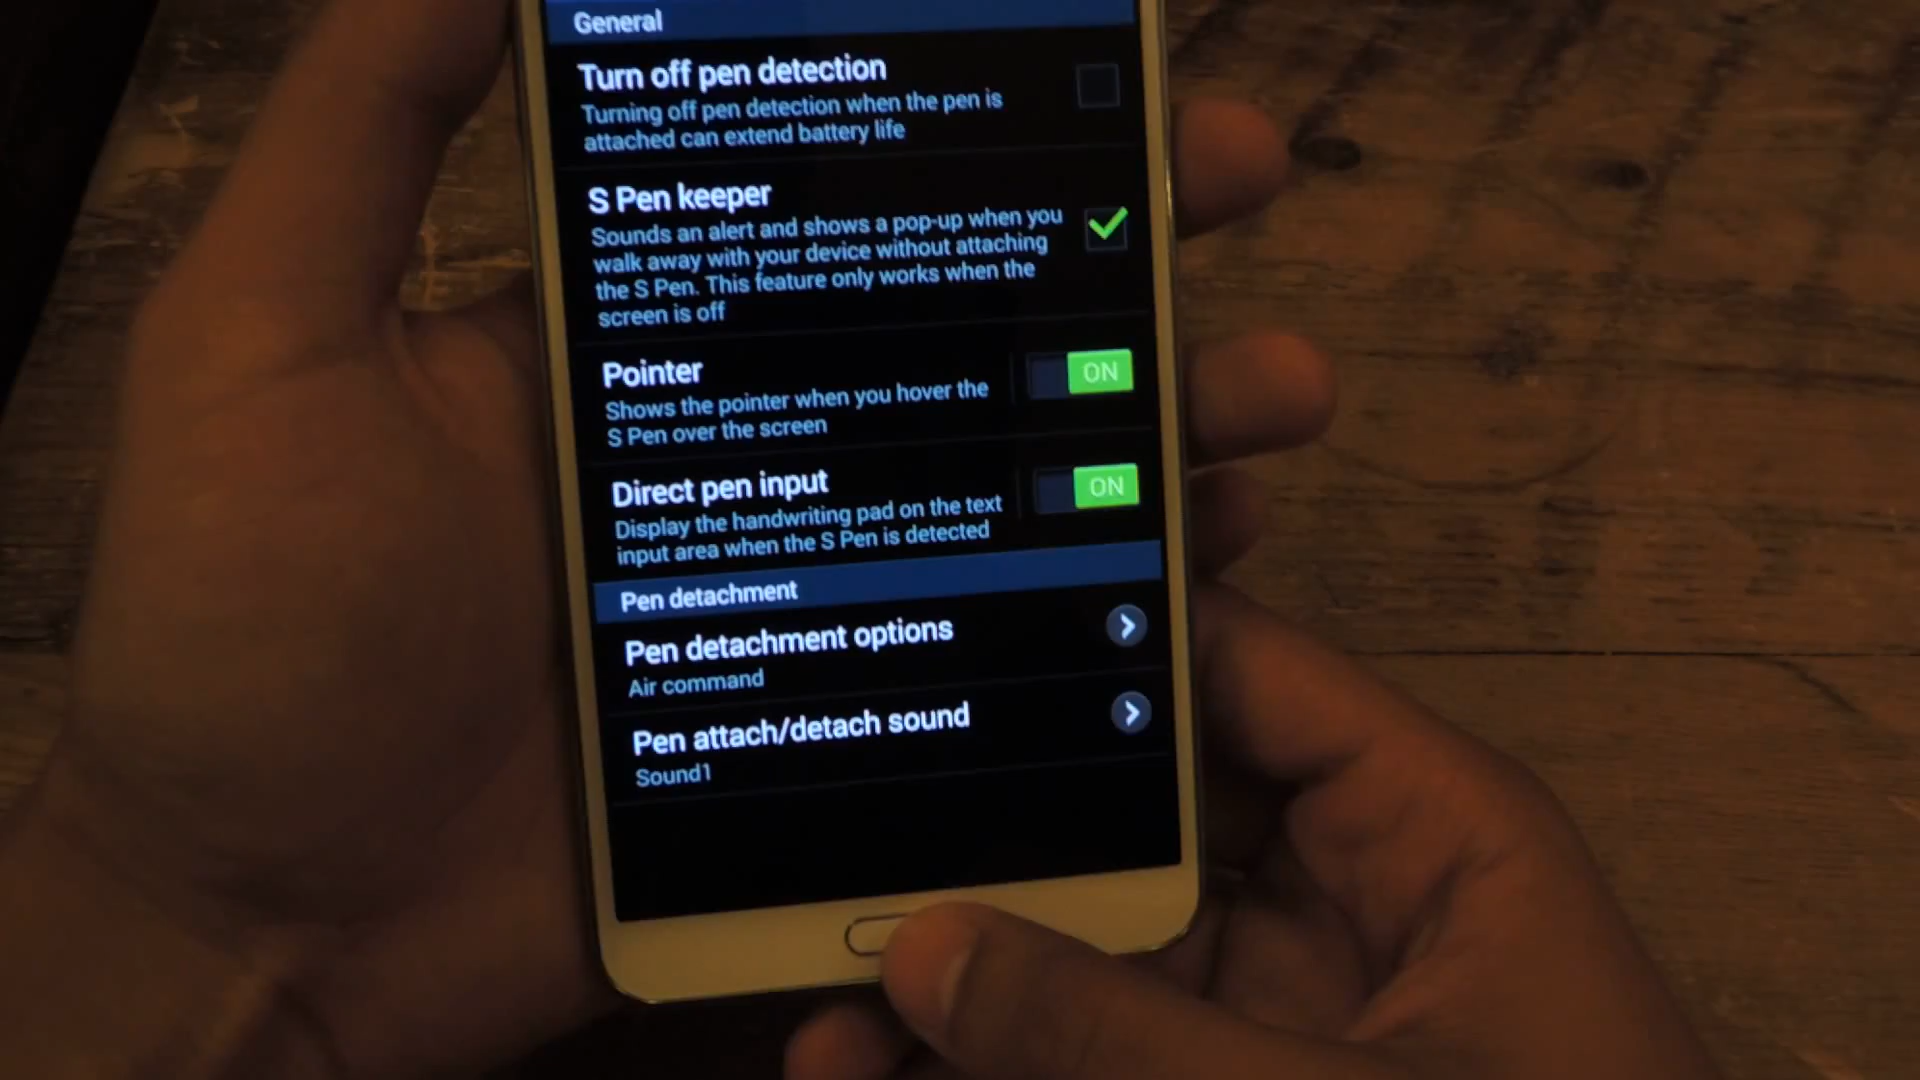 General
Turn off pen detection
Turning off pen detection when the pen is
attached can extend battery life
S Pen keeper
Sounds an alert and shows a pop-up when you
walk away with your device without attaching
the S Pen. This feature only works when the
screen is off
Pointer
ON
Shows the pointer when you hover the
S Pen over the screen
Direct pen input
ON
Display the handwriting pad on the text
input area when the S Pen is detected
Pen detachment
Pen detachment options
Air command
Pen attach/detach sound
Sound1